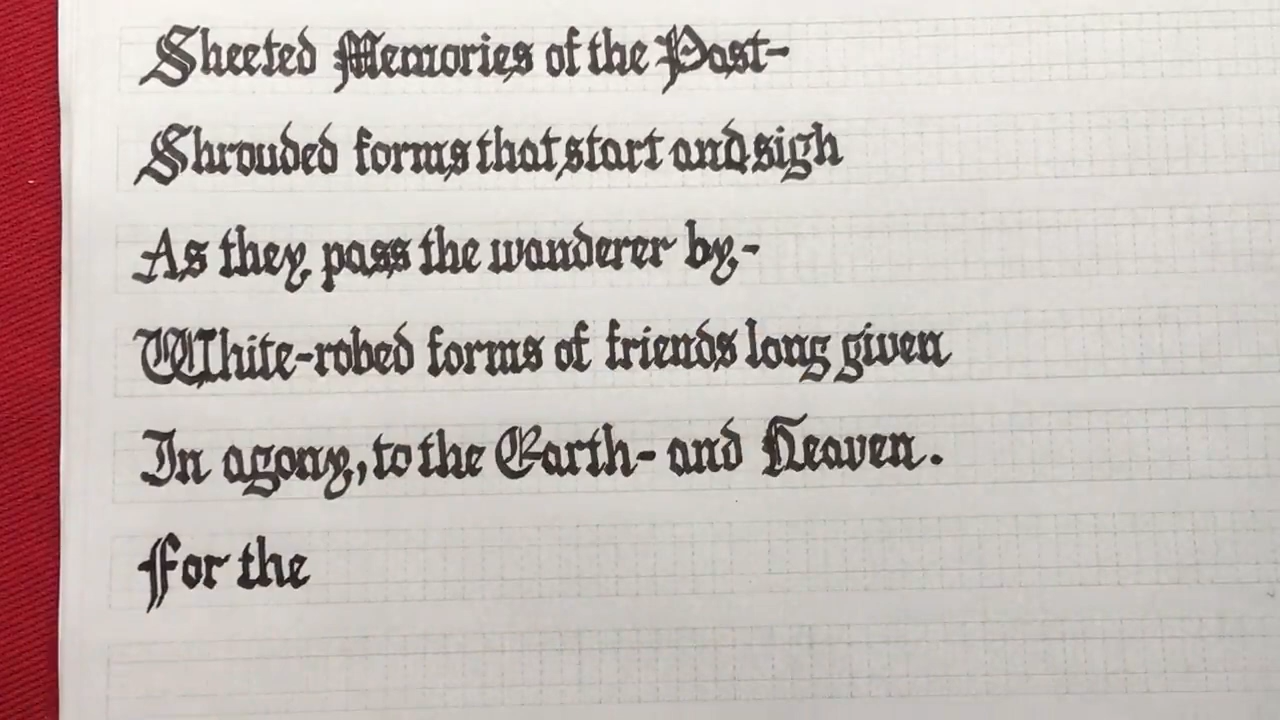 Sheeted Memories of the Past-
Shrouded forms that start and sigh
As they pass the wanderer by,-
White-robed forms of friends long given
In agony, to the Earth- and Heaven.
For the